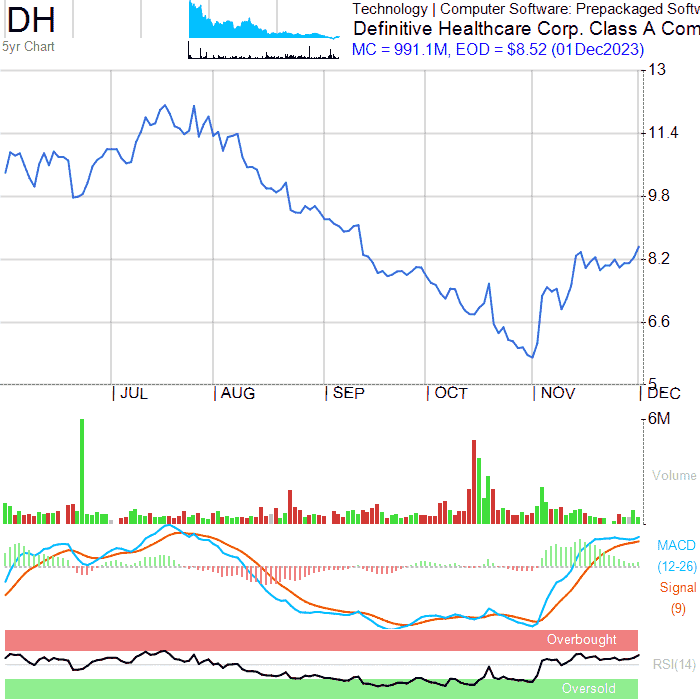 DH
5yr Chart
Technology | Computer Software: Prepackaged Softw
Definitive Healthcare Corp. Class A Com
MC = 991.1M, EOD = $8.52 (01Dec2023)
13
11.4
9.8
8.2
6.6
5
JUL AUG SEP OCT NOV DEC
6M
Volume
MACD
(12-26)
Signal
(9)
Overbought
RSI(14)
Oversold